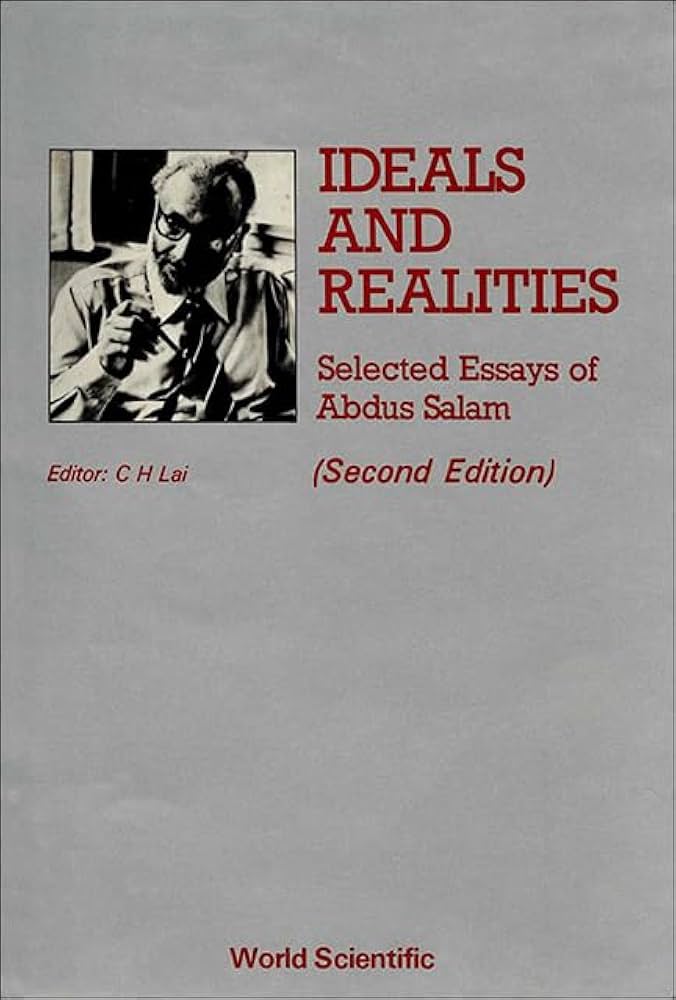 IDEALS
AND
REALITIES
Selected Essays of
Abdus Salam
(Second Edition)
Editor: C H Lai
World Scientific